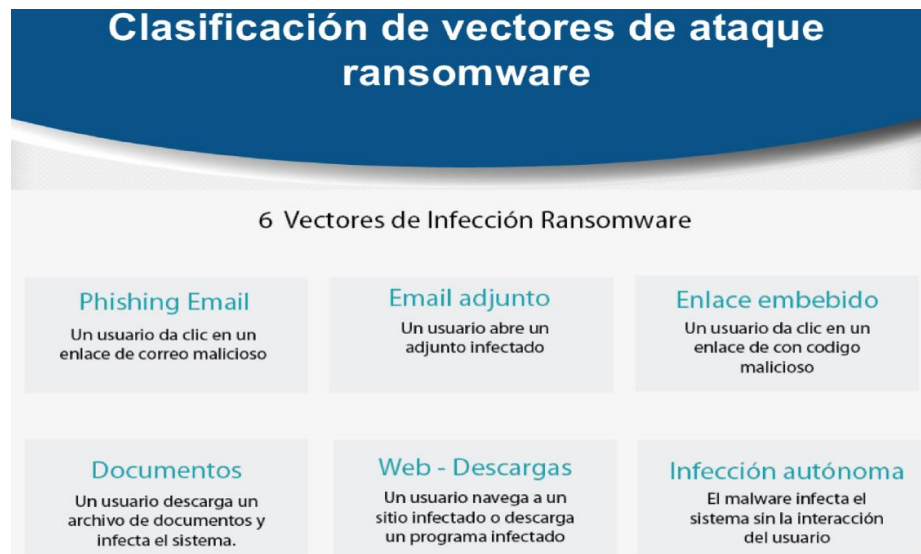 Clasificación de vectores de ataque
ransomware
6 Vectores de Infección Ransomware
Phishing Email
Un usuario da clic en un
enlace de correo malicioso
Email adjunto
Un usuario abre un
adjunto infectado
Enlace embebido
Un usuario da clic en un
enlace de con codigo
malicioso
Documentos
Un usuario descarga un
archivo de documentos y
infecta el sistema.
Web - Descargas
Un usuario navega a un
sitio infectado o descarga
un programa infectado
Infección autónoma
El malware infecta el
sistema sin la interacción
del usuario